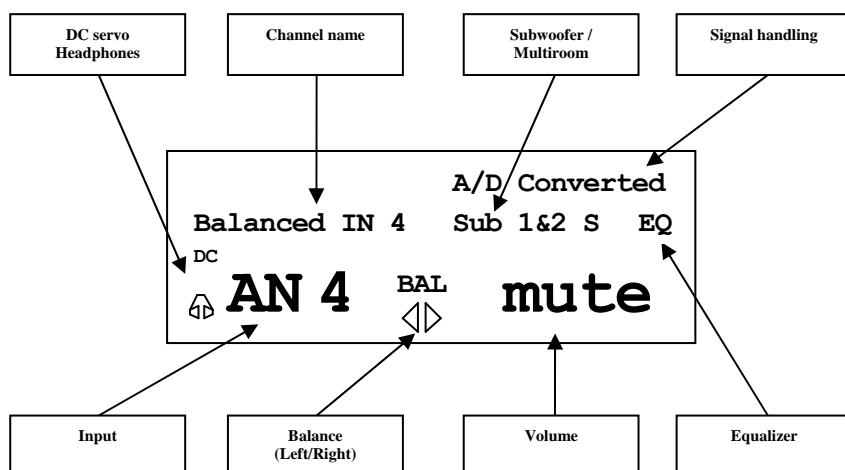 DC servo
Headphones
Channel name
Subwoofer /
Multiroom
Signal handling
A/D Converted
Balanced IN 4 Sub 1&2 S EQ
DC
AN 4 BAL mute
Input
Balance
(Left/Right)
Volume
Equalizer